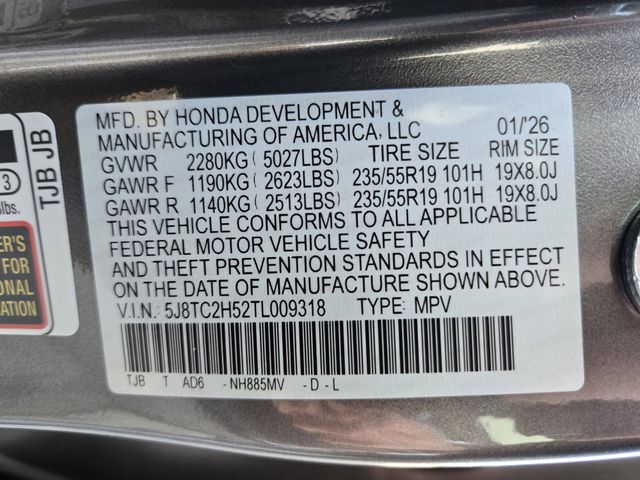 MFD. BY HONDA DEVELOPMENT &
MANUFACTURING OF AMERICA, LLC 01/'26
GVWR 2280KG ( 5027LBS) TIRE SIZE RIM SIZE
GAWR F 1190KG ( 2623LBS) 235/55R19 101H 19X8.0J
GAWR R 1140KG ( 2513LBS) 235/55R19 101H 19X8.0J
THIS VEHICLE CONFORMS TO ALL APPLICABLE
FEDERAL MOTOR VEHICLE SAFETY
AND THEFT PREVENTION STANDARDS IN EFFECT
ON THE DATE OF MANUFACTURE SHOWN ABOVE.
V.I.N.: 5J8TC2H52TL009318 TYPE: MPV
TJB T AD6 -NH885MV -D-L
TJB JB
3
lbs.
FOR